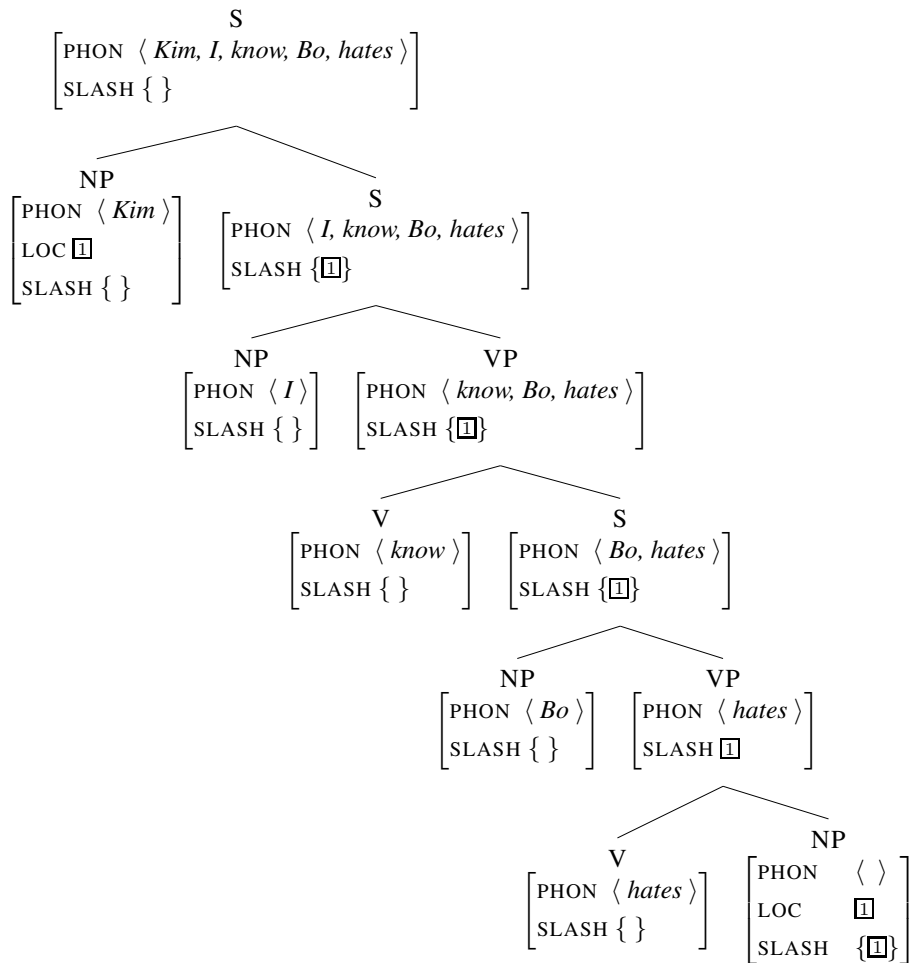 S
[PHON ⟨ Kim, I, know, Bo, hates ⟩
SLASH { }]
NP
[PHON ⟨ Kim ⟩
LOC 1
SLASH { }]
S
[PHON ⟨ I, know, Bo, hates ⟩
SLASH {1}]
NP
[PHON ⟨ I ⟩
SLASH { }]
VP
[PHON ⟨ know, Bo, hates ⟩
SLASH {1}]
V
[PHON ⟨ know ⟩
SLASH { }]
S
[PHON ⟨ Bo, hates ⟩
SLASH {1}]
NP
[PHON ⟨ Bo ⟩
SLASH { }]
VP
[PHON ⟨ hates ⟩
SLASH 1]
V
[PHON ⟨ hates ⟩
SLASH { }]
NP
[PHON ⟨ ⟩
LOC 1
SLASH {1}]